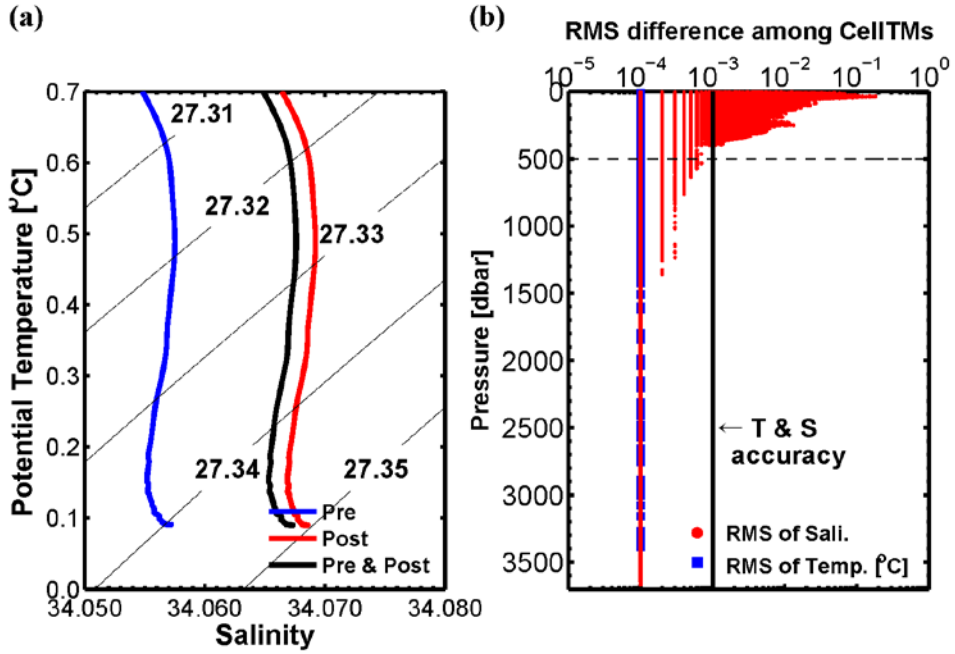 (a)
0.7
0.6
0.5
0.4
0.3
0.2
0.1
0.0
Potential Temperature [°C]
27.31
27.32
27.33
27.34
27.35
Pre
Post
Pre & Post
34.050
34.060
34.070
34.080
Salinity
(b)
RMS difference among CellTMs
10⁻⁵
10⁻⁴
10⁻³
10⁻²
10⁻¹
10⁰
0
500
1000
1500
2000
2500
3000
3500
Pressure [dbar]
← T & S
accuracy
RMS of Sali.
RMS of Temp. [°C]